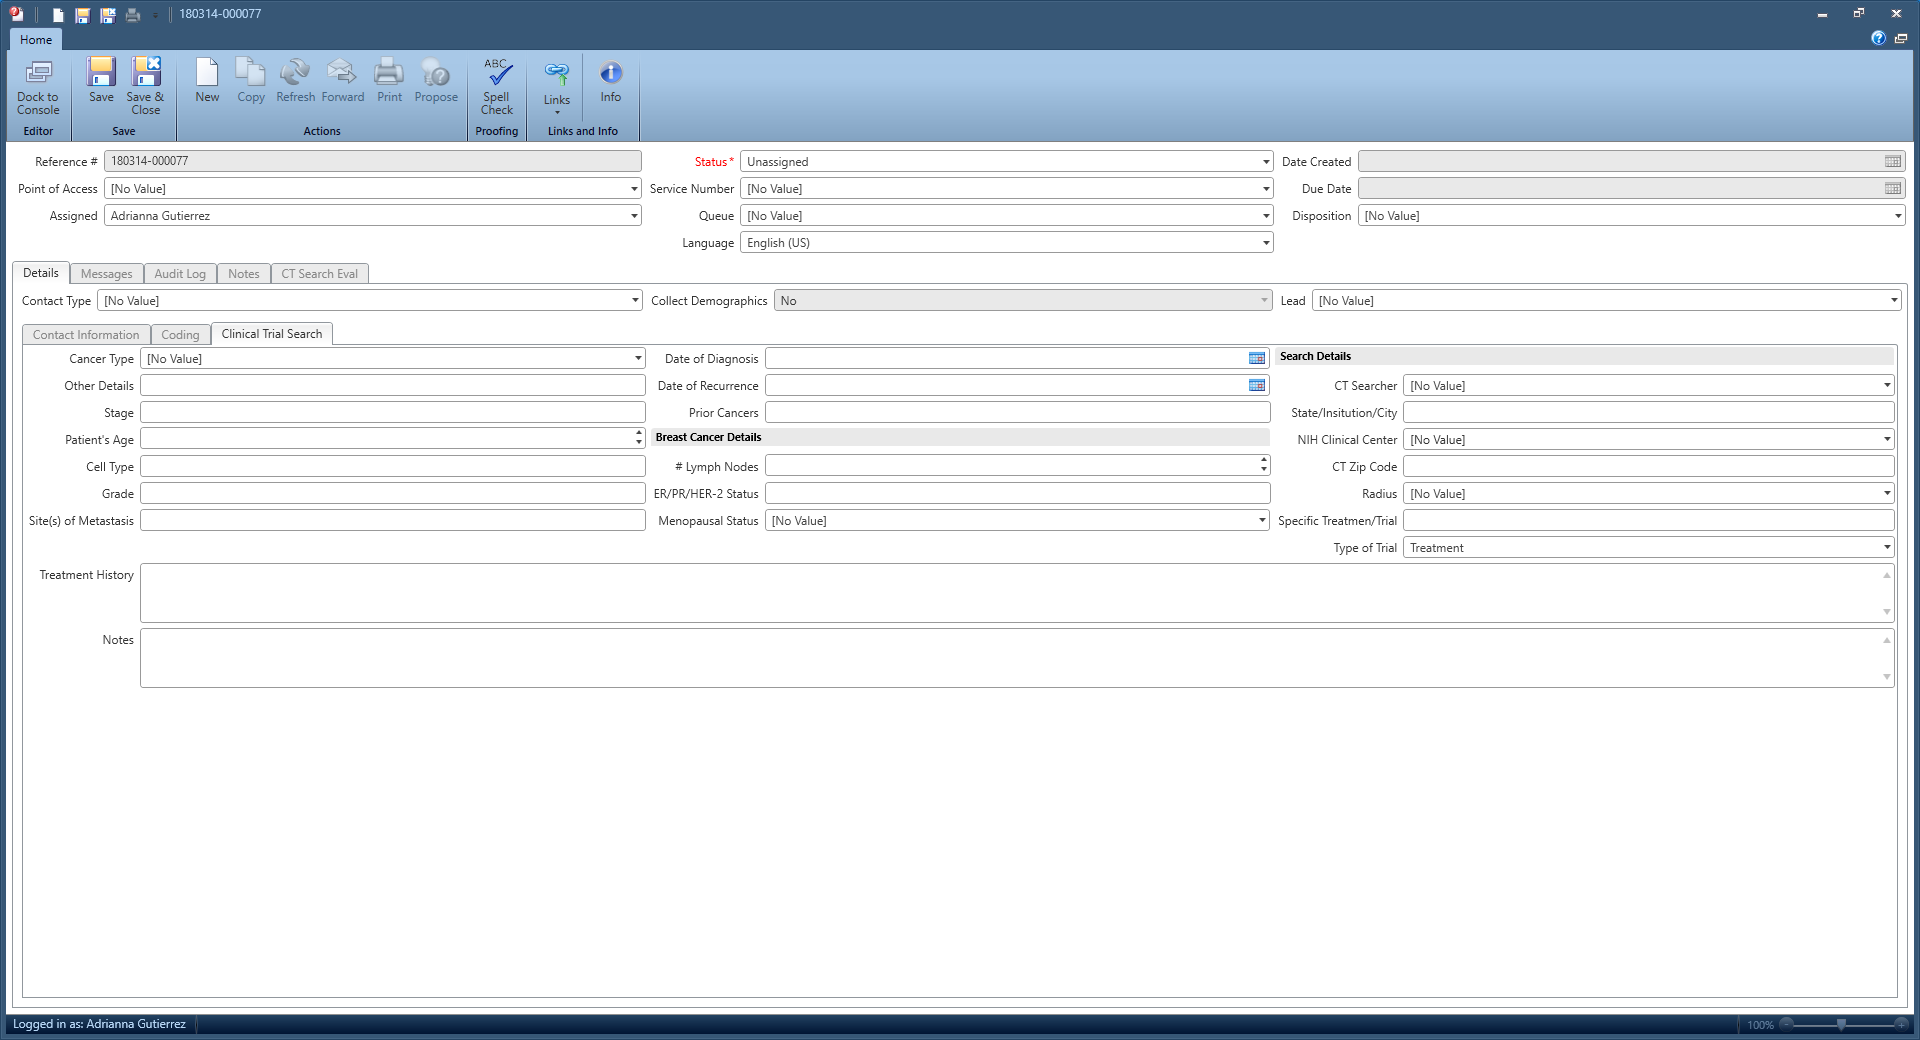 180314-000077
Home
Dock to Console
Save
Save & Close
New
Copy
Refresh
Forward
Print
Propose
ABC
Spell Check
Links
Info
Editor
Save
Actions
Proofing
Links and Info
Reference # 180314-000077
Status* Unassigned
Date Created
Point of Access [No Value]
Service Number [No Value]
Due Date
Assigned Adrianna Gutierrez
Queue [No Value]
Disposition [No Value]
Language English (US)
Details
Messages
Audit Log
Notes
CT Search Eval
Contact Type [No Value]
Collect Demographics No
Lead [No Value]
Contact Information
Coding
Clinical Trial Search
Cancer Type [No Value]
Date of Diagnosis
Search Details
Other Details
Date of Recurrence
CT Searcher [No Value]
Stage
Prior Cancers
State/Insitution/City
Patient's Age
Breast Cancer Details
NIH Clinical Center [No Value]
Cell Type
# Lymph Nodes
CT Zip Code
Grade
ER/PR/HER-2 Status
Radius [No Value]
Site(s) of Metastasis
Menopausal Status [No Value]
Specific Treatmen/Trial
Type of Trial Treatment
Treatment History
Notes
Logged in as: Adrianna Gutierrez
100%